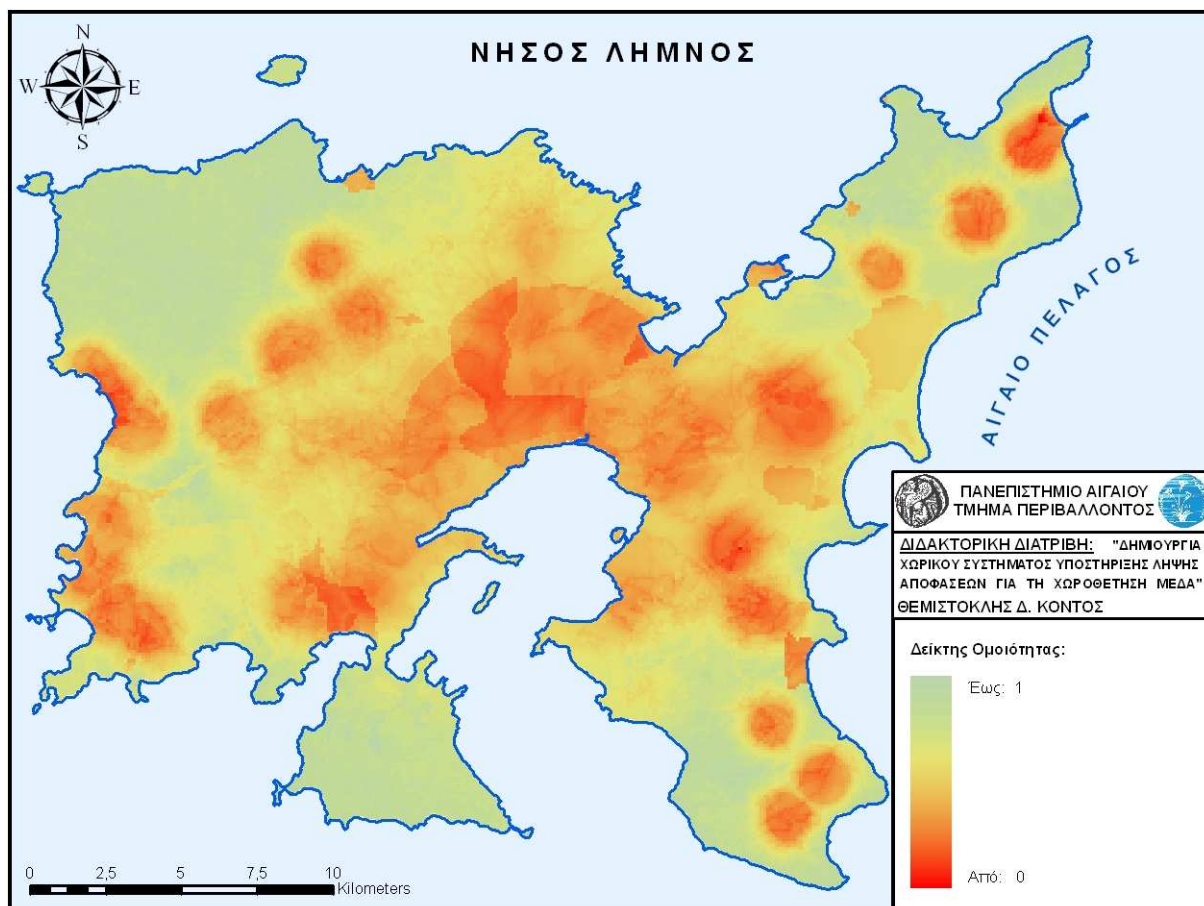 ΝΗΣΟΣ ΛΗΜΝΟΣ
N
W E
S
ΑΙΓΑΙΟ ΠΕΛΑΓΟΣ
ΠΑΝΕΠΙΣΤΗΜΙΟ ΑΙΓΑΙΟΥ
ΤΜΗΜΑ ΠΕΡΙΒΑΛΛΟΝΤΟΣ
ΔΙΔΑΚΤΟΡΙΚΗ ΔΙΑΤΡΙΒΗ: "ΔΗΜΙΟΥΡΓΙΑ
ΧΩΡΙΚΟΥ ΣΥΣΤΗΜΑΤΟΣ ΥΠΟΣΤΗΡΙΞΗΣ ΛΗΨΗΣ
ΑΠΟΦΑΣΕΩΝ ΓΙΑ ΤΗ ΧΩΡΟΘΕΤΗΣΗ ΜΕΔΑ"
ΘΕΜΙΣΤΟΚΛΗΣ Δ. ΚΟΝΤΟΣ
Δείκτης Ομοιότητας:
Έως: 1
Από: 0
0 2,5 5 7,5 10
Kilometers